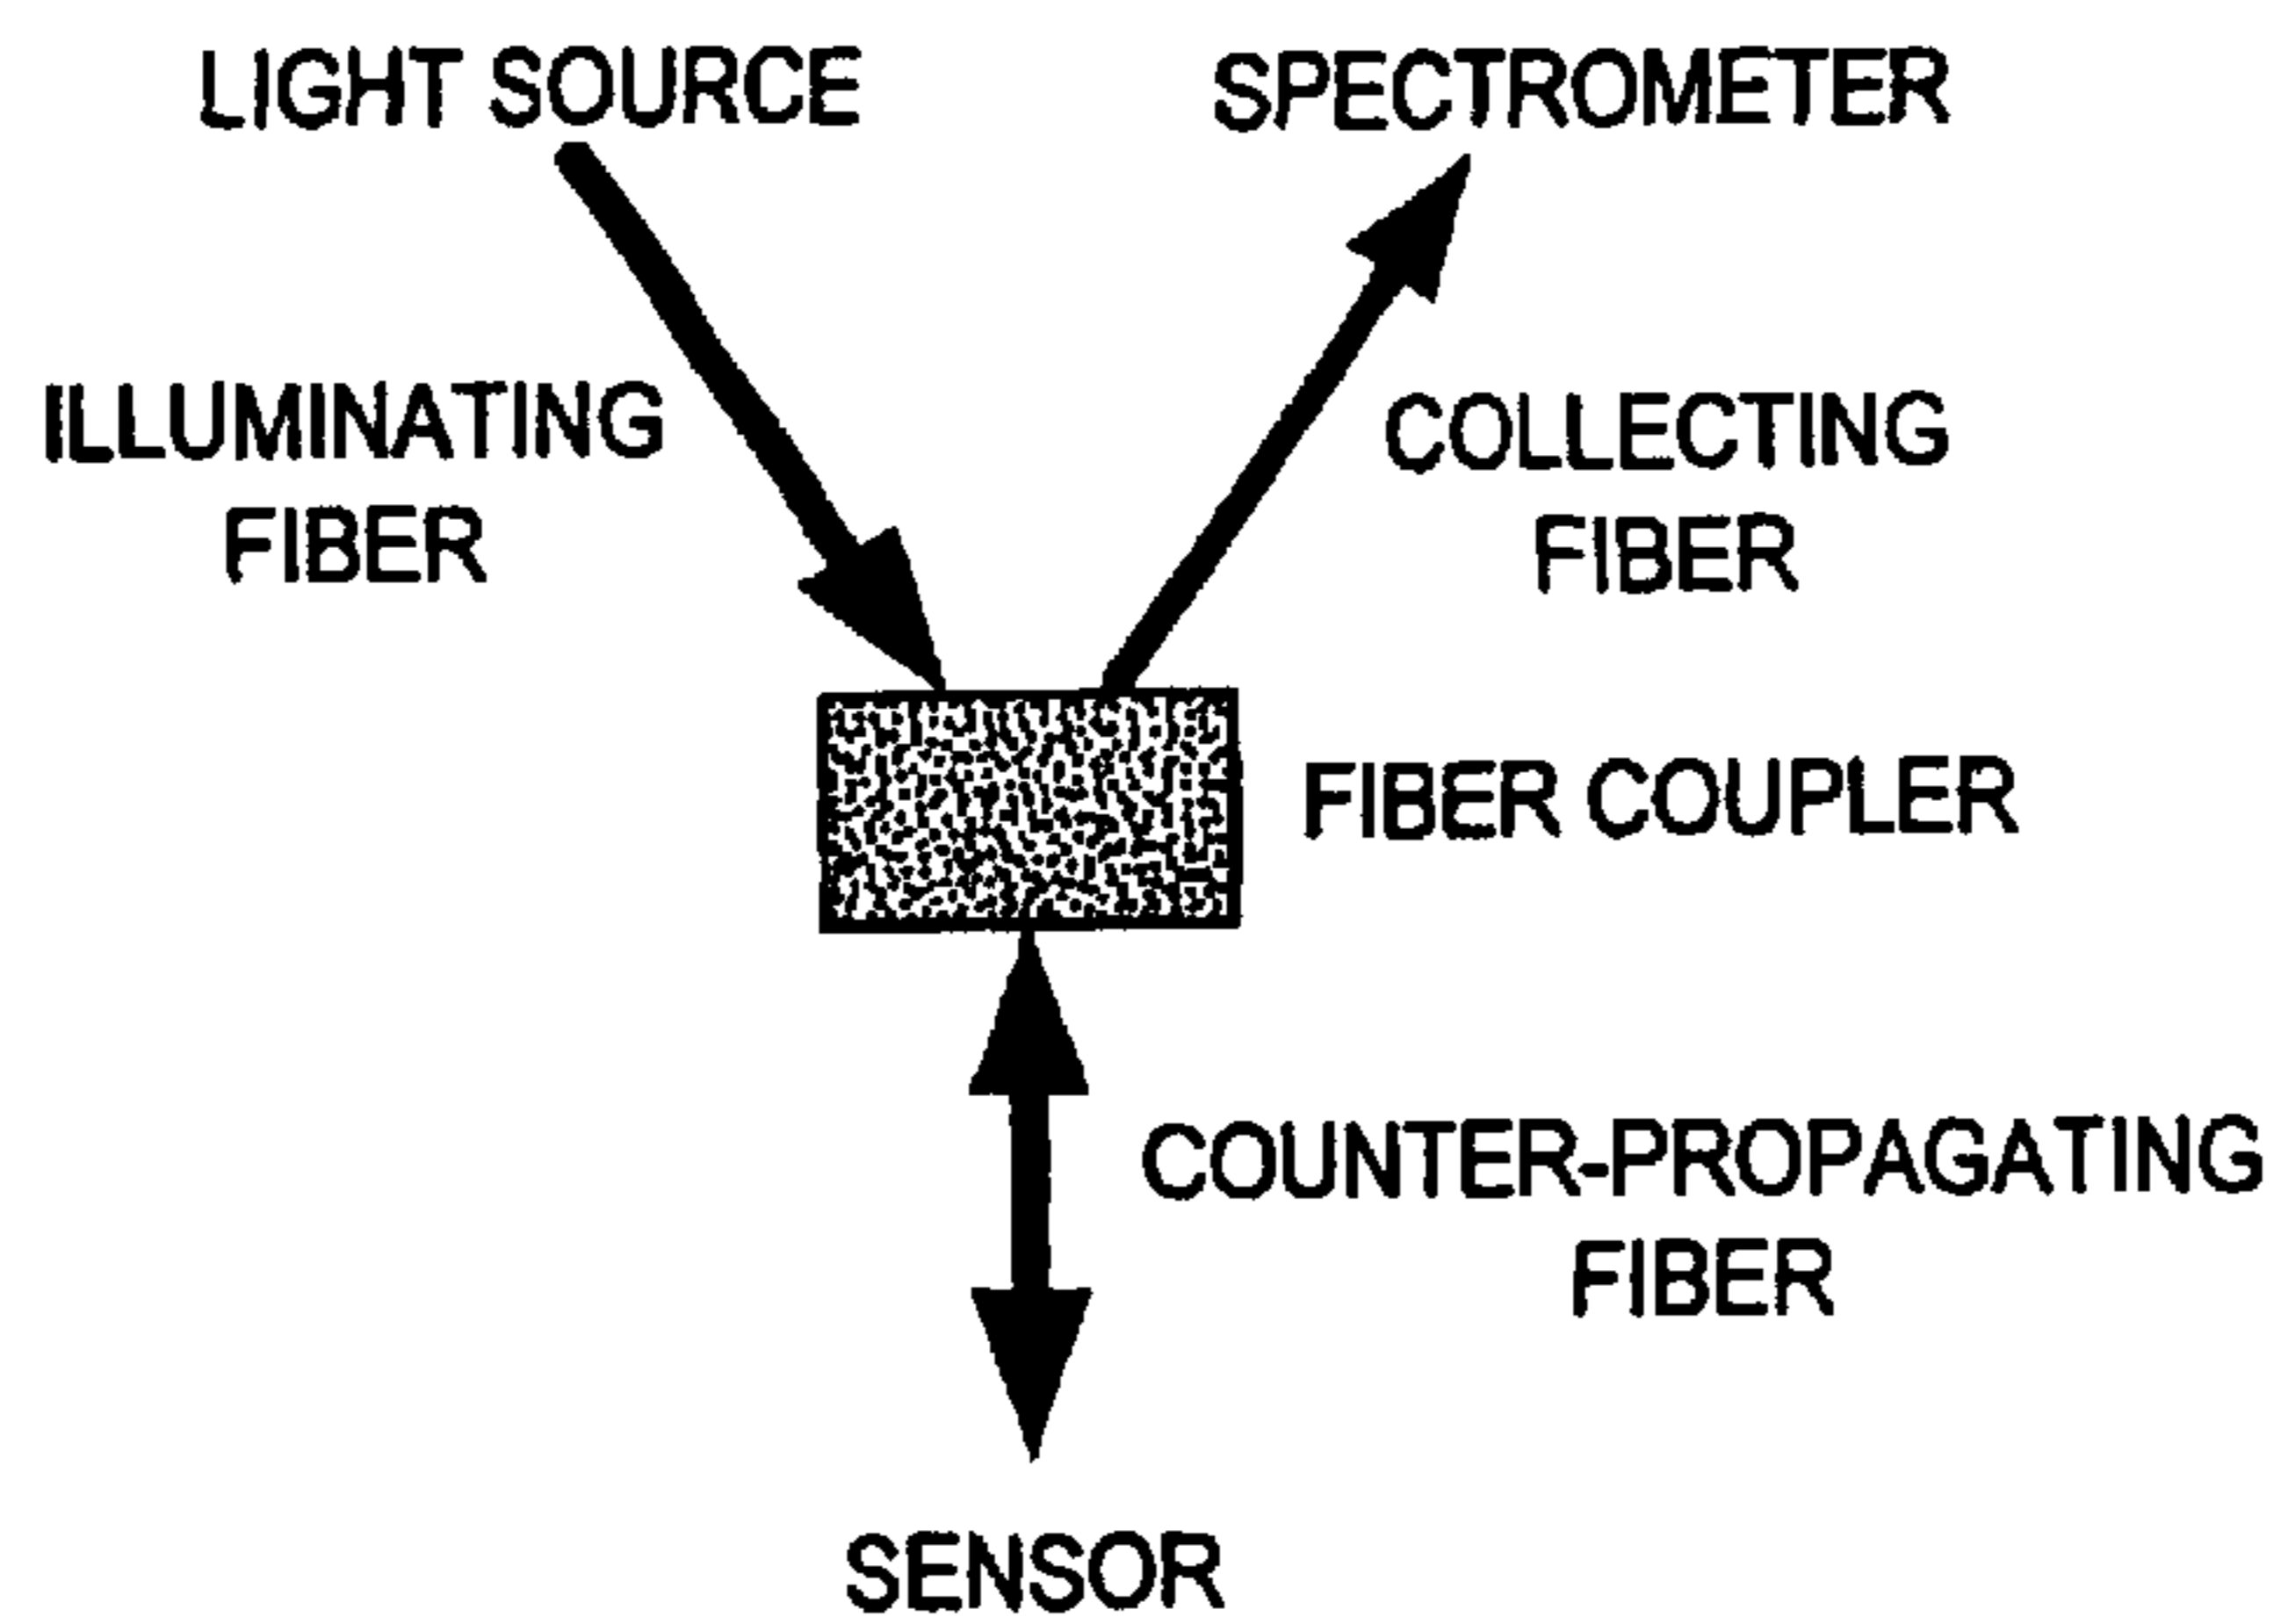 LIGHT SOURCE
SPECTROMETER
ILLUMINATING
FIBER
COLLECTING
FIBER
FIBER COUPLER
COUNTER-PROPAGATING
FIBER
SENSOR